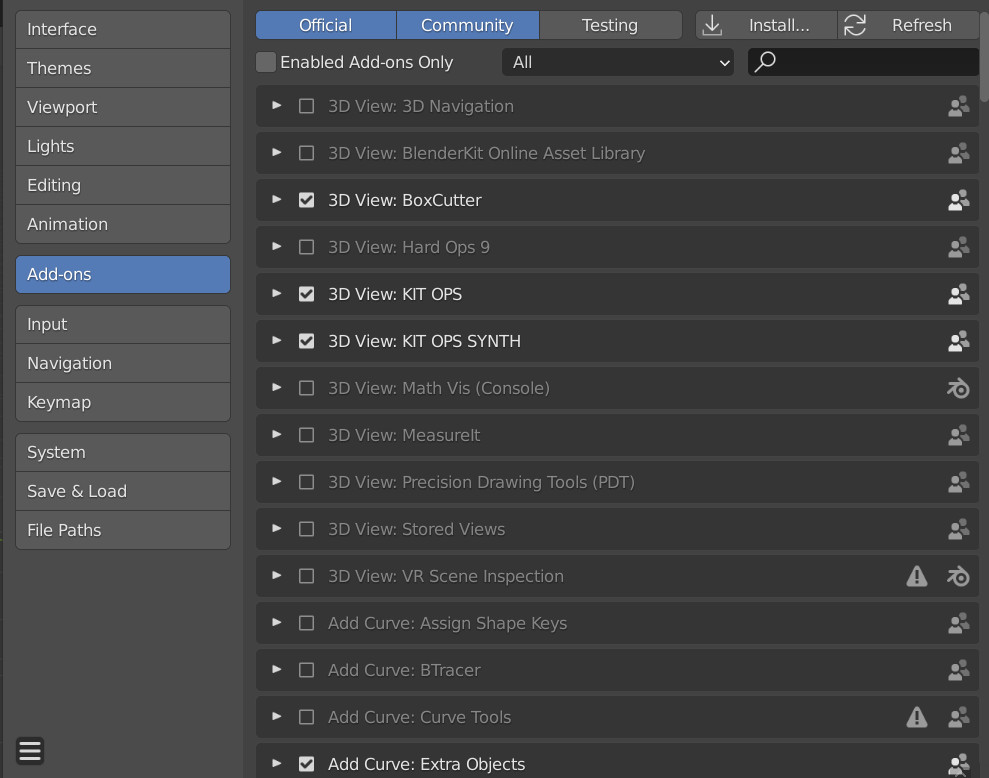 Interface
Themes
Viewport
Lights
Editing
Animation
Add-ons
Input
Navigation
Keymap
System
Save & Load
File Paths
Official Community Testing Install... Refresh
Enabled Add-ons Only All
3D View: 3D Navigation
3D View: BlenderKit Online Asset Library
3D View: BoxCutter
3D View: Hard Ops 9
3D View: KIT OPS
3D View: KIT OPS SYNTH
3D View: Math Vis (Console)
3D View: MeasureIt
3D View: Precision Drawing Tools (PDT)
3D View: Stored Views
3D View: VR Scene Inspection
Add Curve: Assign Shape Keys
Add Curve: BTracer
Add Curve: Curve Tools
Add Curve: Extra Objects